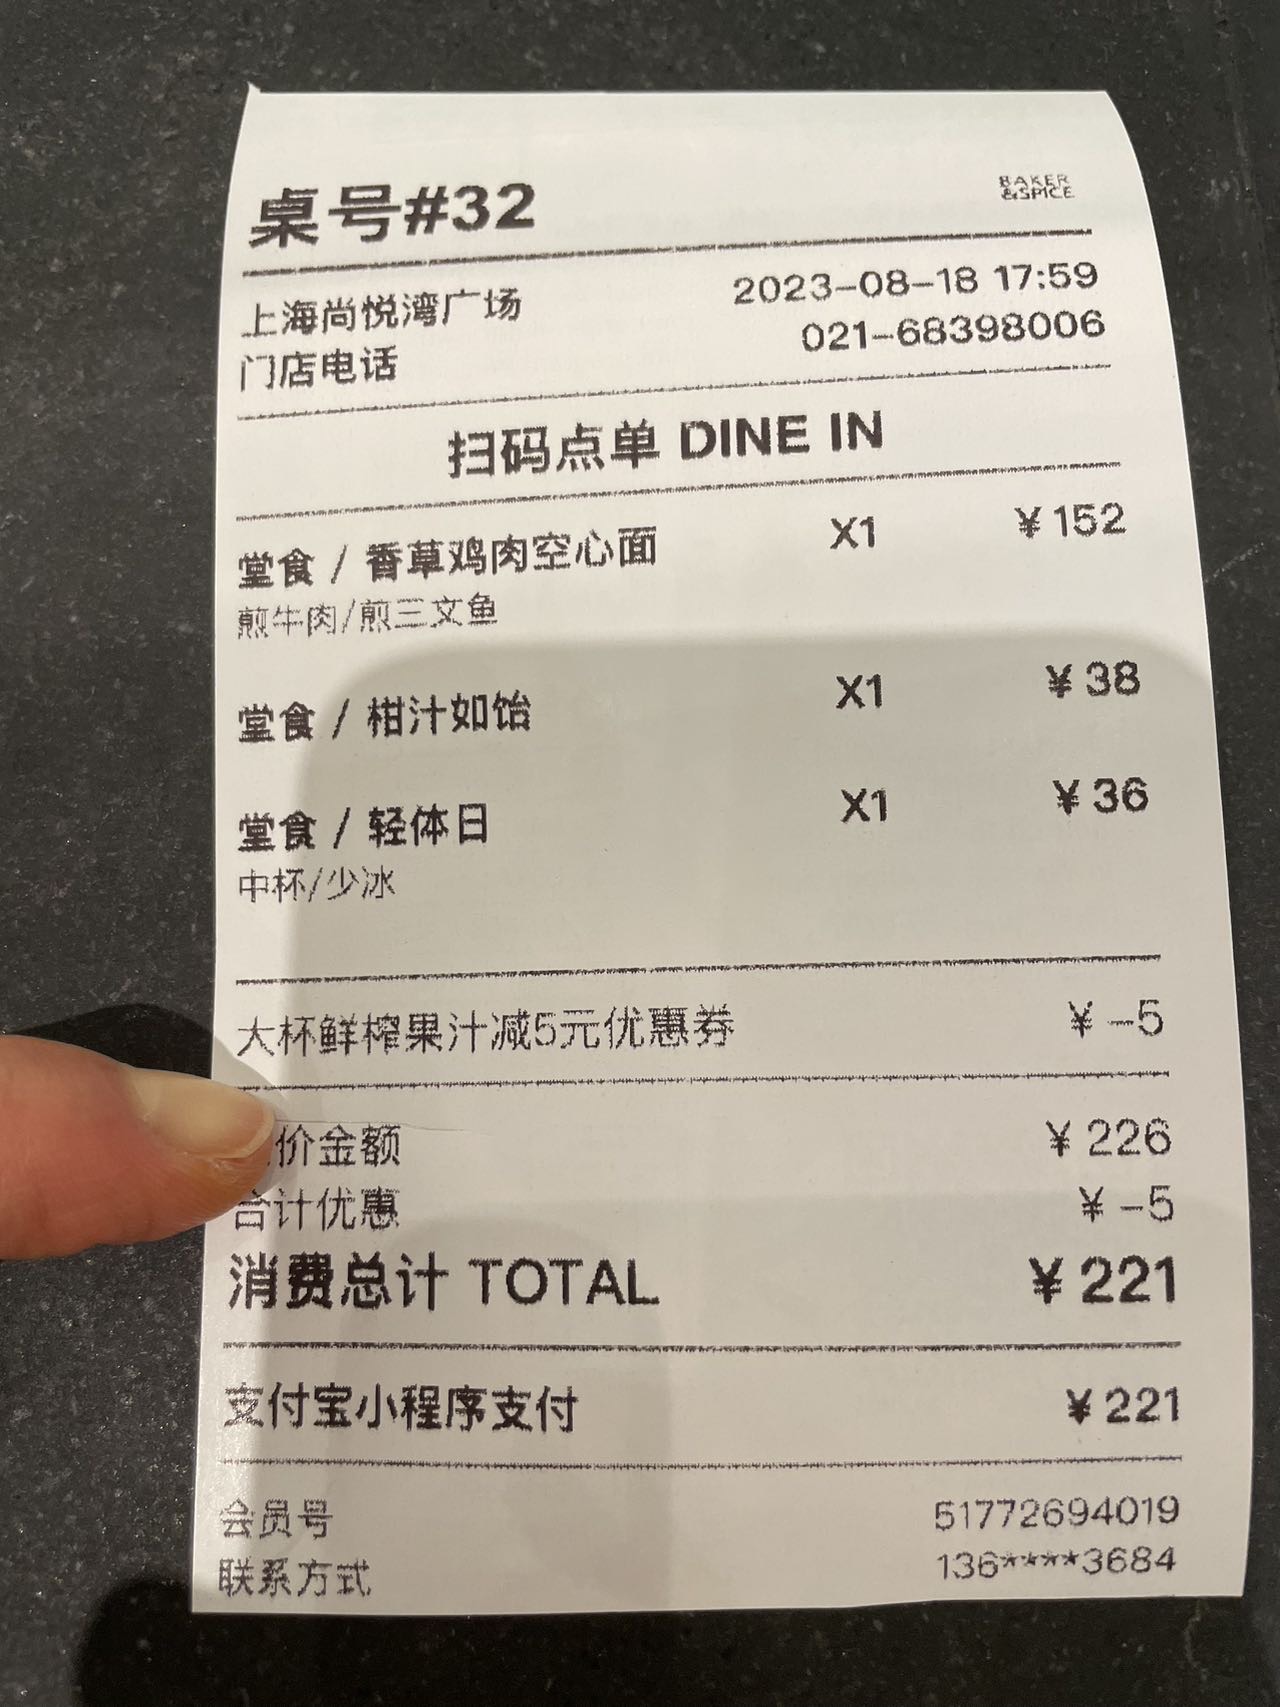 桌号#32
BAKER
&SPICE
上海尚悦湾广场 2023-08-18 17:59
门店电话 021-68398006
扫码点单 DINE IN
堂食 / 香草鸡肉空心面 X1 ¥152
煎牛肉/煎三文鱼
堂食 / 柑汁如饴 X1 ¥38
堂食 / 轻体日 X1 ¥36
中杯/少冰
大杯鲜榨果汁减5元优惠券 ¥ -5
价金额 ¥ 226
合计优惠 ¥ -5
消费总计 TOTAL ¥221
支付宝小程序支付 ¥221
会员号 51772694019
联系方式 136****3684